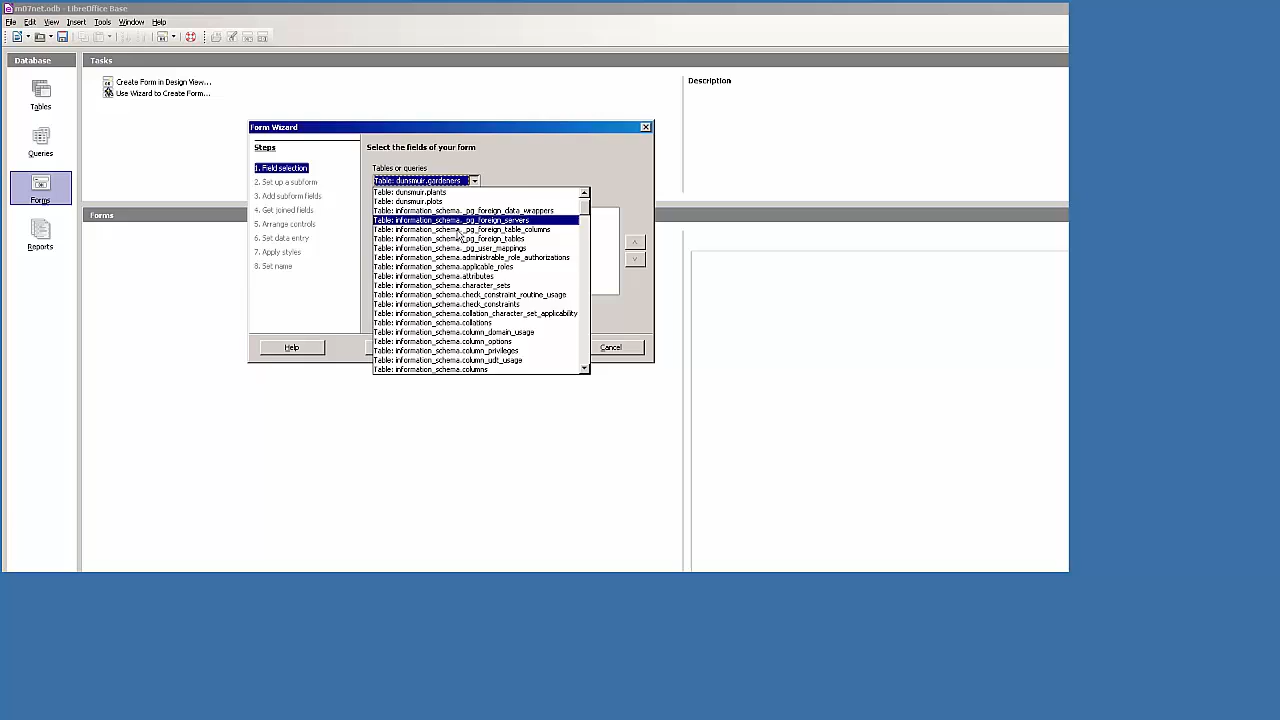 m07net.odb - LibreOffice Base
File Edit View Insert Tools Window Help
Database
Tasks
Tables
Queries
Forms
Reports
Create Form in Design View...
Use Wizard to Create Form...
Description
Forms
Form Wizard
Steps
1. Field selection
2. Set up a subform
3. Add subform fields
4. Get joined fields
5. Arrange controls
6. Set data entry
7. Apply styles
8. Set name
Select the fields of your form
Tables or queries
Table: dunsmuir.gardeners
Table: dunsmuir.plants
Table: dunsmuir.plots
Table: information_schema._pg_foreign_data_wrappers
Table: information_schema._pg_foreign_servers
Table: information_schema._pg_foreign_table_columns
Table: information_schema._pg_foreign_tables
Table: information_schema._pg_user_mappings
Table: information_schema.administrable_role_authorizations
Table: information_schema.applicable_roles
Table: information_schema.attributes
Table: information_schema.character_sets
Table: information_schema.check_constraint_routine_usage
Table: information_schema.check_constraints
Table: information_schema.collation_character_set_applicability
Table: information_schema.collations
Table: information_schema.column_domain_usage
Table: information_schema.column_options
Table: information_schema.column_privileges
Table: information_schema.column_udt_usage
Table: information_schema.columns
Help
Cancel